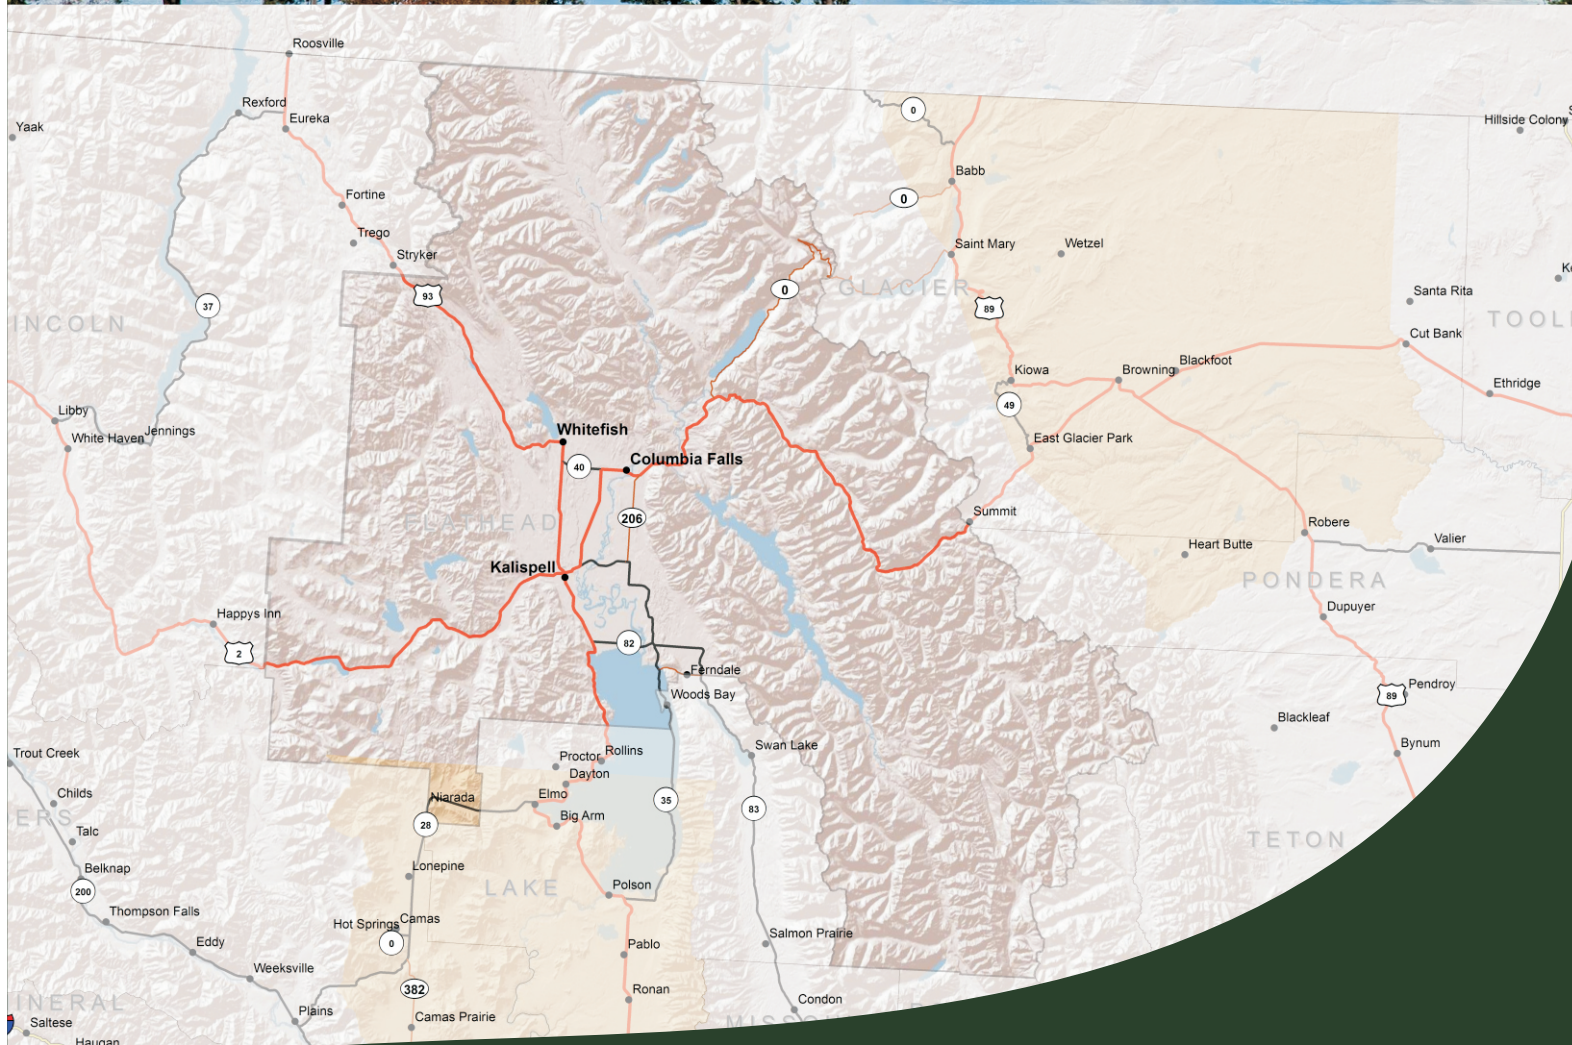 Roosville
Rexford
Eureka
Yaak
Hillside Colony
0
Babb
0
Fortine
Trego
Stryker
Saint Mary
Wetzel
GLACIER
0
93
37
89
Santa Rita
Cut Bank
INCOLN
TOOL
Kiowa
Browning
Blackfoot
Ethridge
49
Libby
White Haven
Jennings
Whitefish
East Glacier Park
40
Columbia Falls
206
FLATHEAD
Summit
Robere
Valier
Heart Butte
Kalispell
PONDERA
Happys Inn
Dupuyer
2
82
Ferndale
Woods Bay
89
Pendroy
Blackleaf
Bynum
Trout Creek
Proctor
Rollins
Swan Lake
Dayton
Childs
Niarada
Elmo
35
83
ERS
Talc
28
Big Arm
TETON
Belknap
Lonepine
LAKE
Polson
200
Thompson Falls
Hot Springs
Camas
Salmon Prairie
Eddy
0
Pablo
Weeksville
382
Ronan
INERAL
Plains
Condon
Saltese
Camas Prairie
MISSO
Haugan